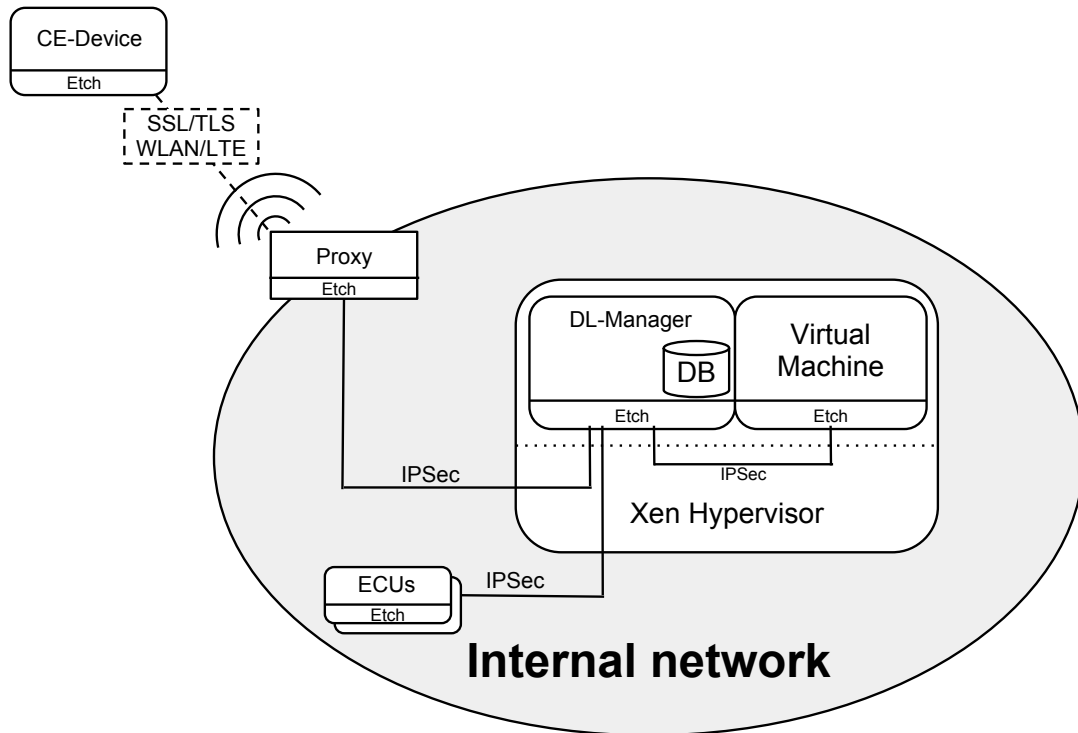 CE-Device
Etch
SSL/TLS
WLAN/LTE
Proxy
Etch
DL-Manager
DB
Etch
Virtual
Machine
Etch
IPSec
IPSec
Xen Hypervisor
ECUs
Etch
IPSec
Internal network